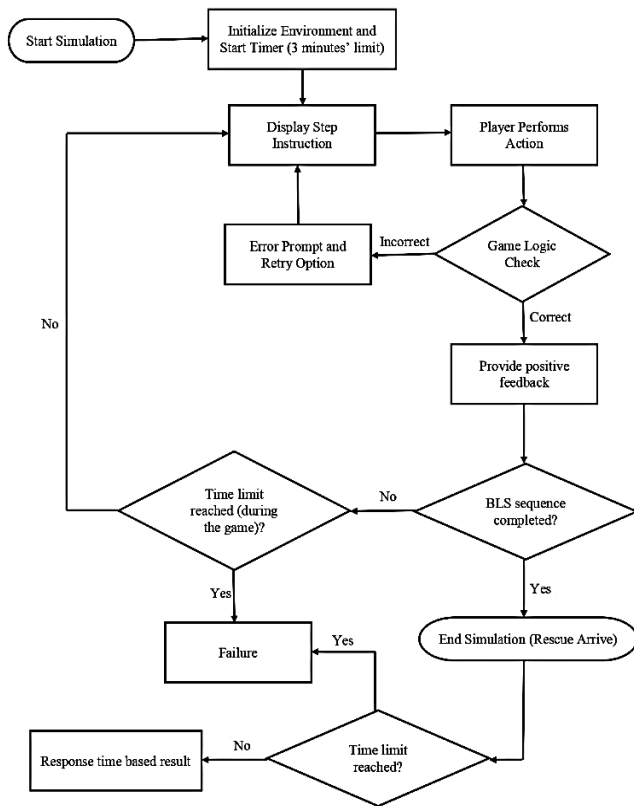 Start Simulation
Initialize Environment and
Start Timer (3 minutes’ limit)
Display Step
Instruction
Player Performs
Action
Error Prompt and
Retry Option
Incorrect
Game Logic
Check
No
Correct
Provide positive
feedback
Time limit
reached (during
the game)?
No
BLS sequence
completed?
Yes
Yes
Failure
Yes
End Simulation (Rescue Arrive)
Response time based result
No
Time limit
reached?